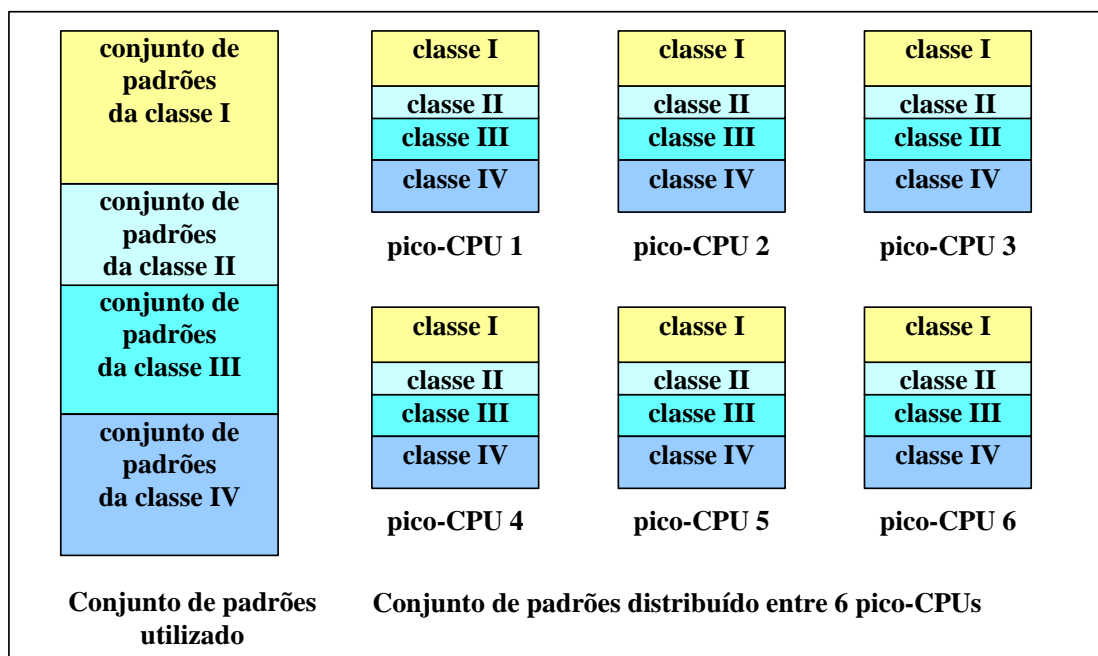 conjunto de
padrões
da classe I
conjunto de
padrões
da classe II
conjunto de
padrões
da classe III
conjunto de
padrões
da classe IV
Conjunto de padrões
utilizado
classe I
classe II
classe III
classe IV
pico-CPU 1
classe I
classe II
classe III
classe IV
pico-CPU 2
classe I
classe II
classe III
classe IV
pico-CPU 3
classe I
classe II
classe III
classe IV
pico-CPU 4
classe I
classe II
classe III
classe IV
pico-CPU 5
classe I
classe II
classe III
classe IV
pico-CPU 6
Conjunto de padrões distribuído entre 6 pico-CPUs